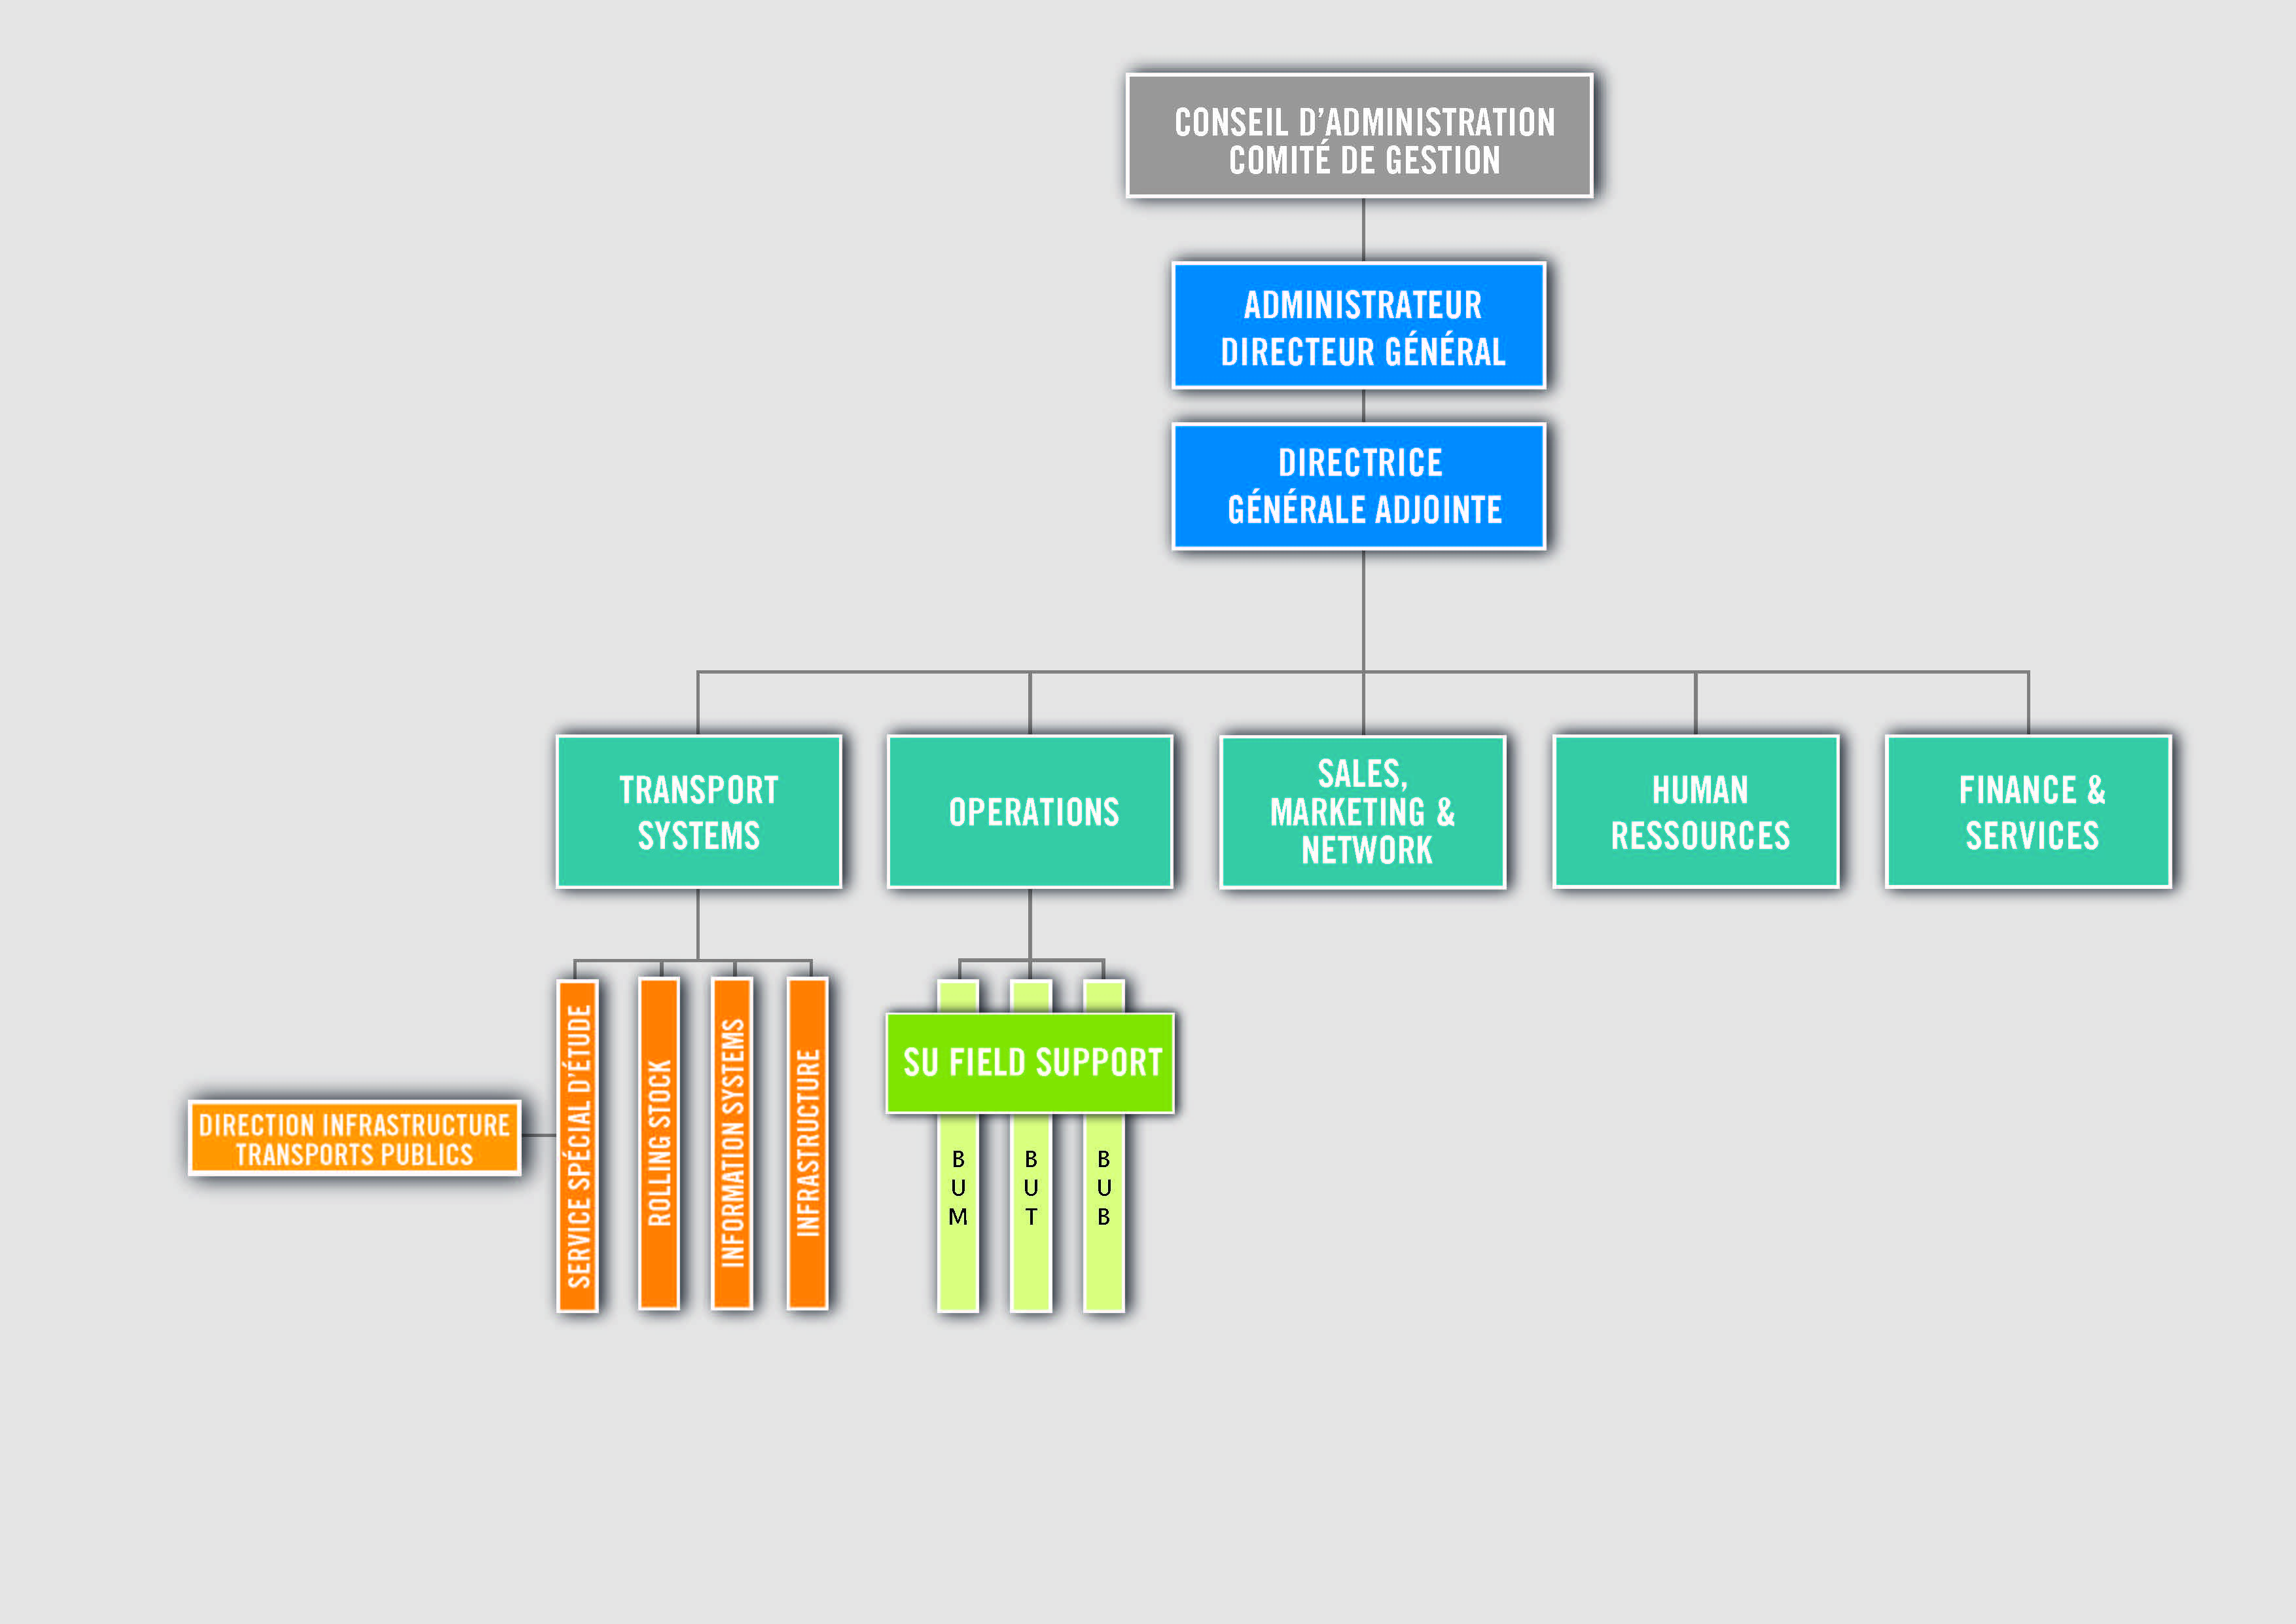 CONSEIL D’ADMINISTRATION
COMITÉ DE GESTION
ADMINISTRATEUR
DIRECTEUR GÉNÉRAL
DIRECTRICE
GÉNÉRALE ADJOINTE
TRANSPORT
SYSTEMS
OPERATIONS
SALES,
MARKETING &
NETWORK
HUMAN
RESSOURCES
FINANCE &
SERVICES
DIRECTION INFRASTRUCTURE
TRANSPORTS PUBLICS
SERVICE SPÉCIAL D’ÉTUDE
ROLLING STOCK
INFORMATION SYSTEMS
INFRASTRUCTURE
SU FIELD SUPPORT
BUM
BUT
BUB